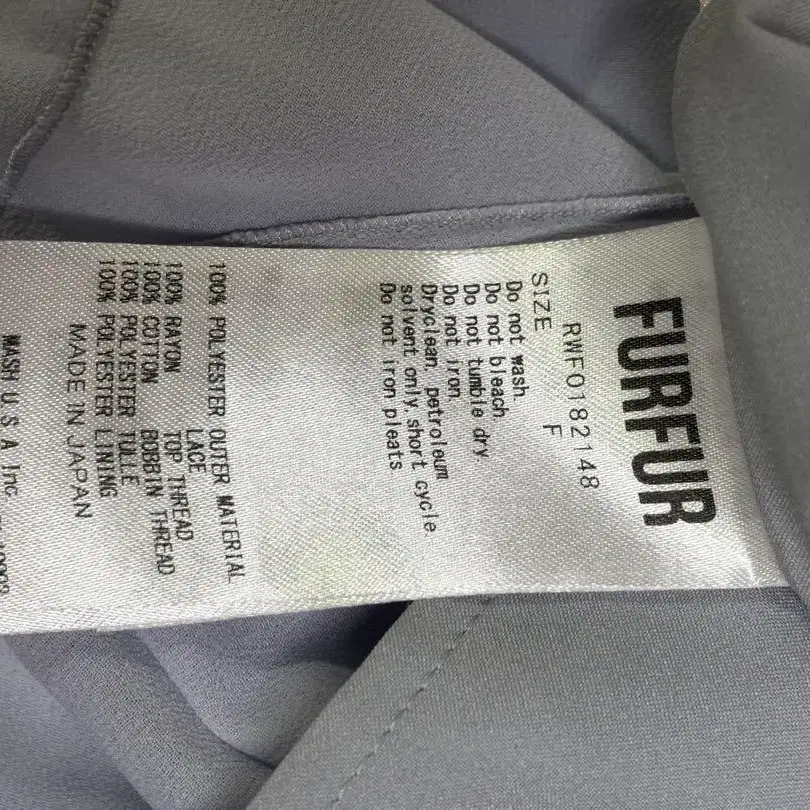 FURFUR
RWF0182148
SIZE F
Do not wash.
Do not bleach.
Do not tumble dry.
Do not iron.
Dryclean, petroleum
solvent only,short cycle.
Do not iron pleats
100% POLYESTER OUTER MATERIAL
LACE
100% RAYON TOP THREAD
100% COTTON BOBBIN THREAD
100% POLYESTER TULLE
100% POLYESTER LINING
MADE IN JAPAN
MASH U.S A Inc